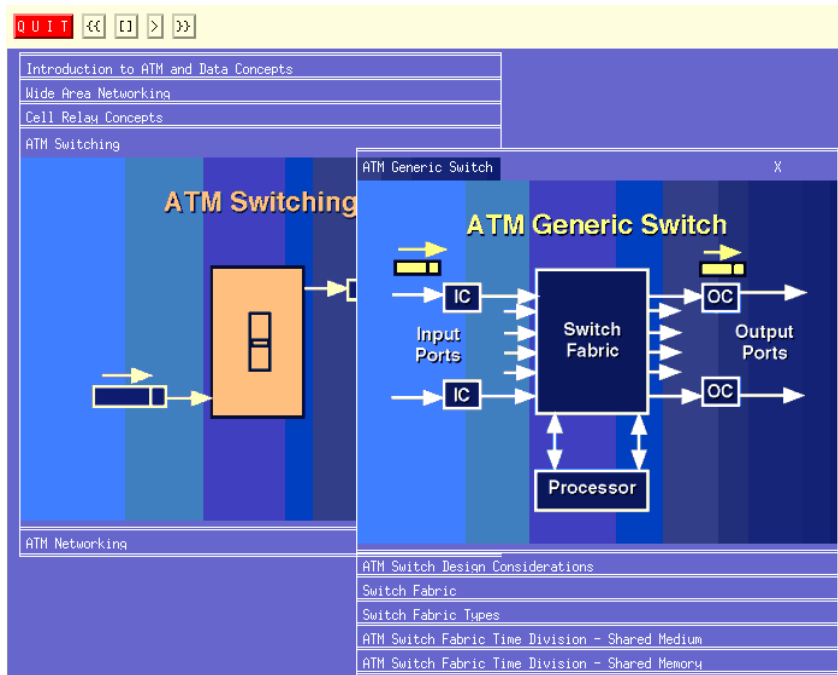 QUIT << [] > >>
Introduction to ATM and Data Concepts
Wide Area Networking
Cell Relay Concepts
ATM Switching
ATM Switching
ATM Networking
ATM Generic Switch X
ATM Generic Switch
IC
OC
Input
Ports
Switch
Fabric
Output
Ports
IC
OC
Processor
ATM Switch Design Considerations
Switch Fabric
Switch Fabric Types
ATM Switch Fabric Time Division - Shared Medium
ATM Switch Fabric Time Division - Shared Memory